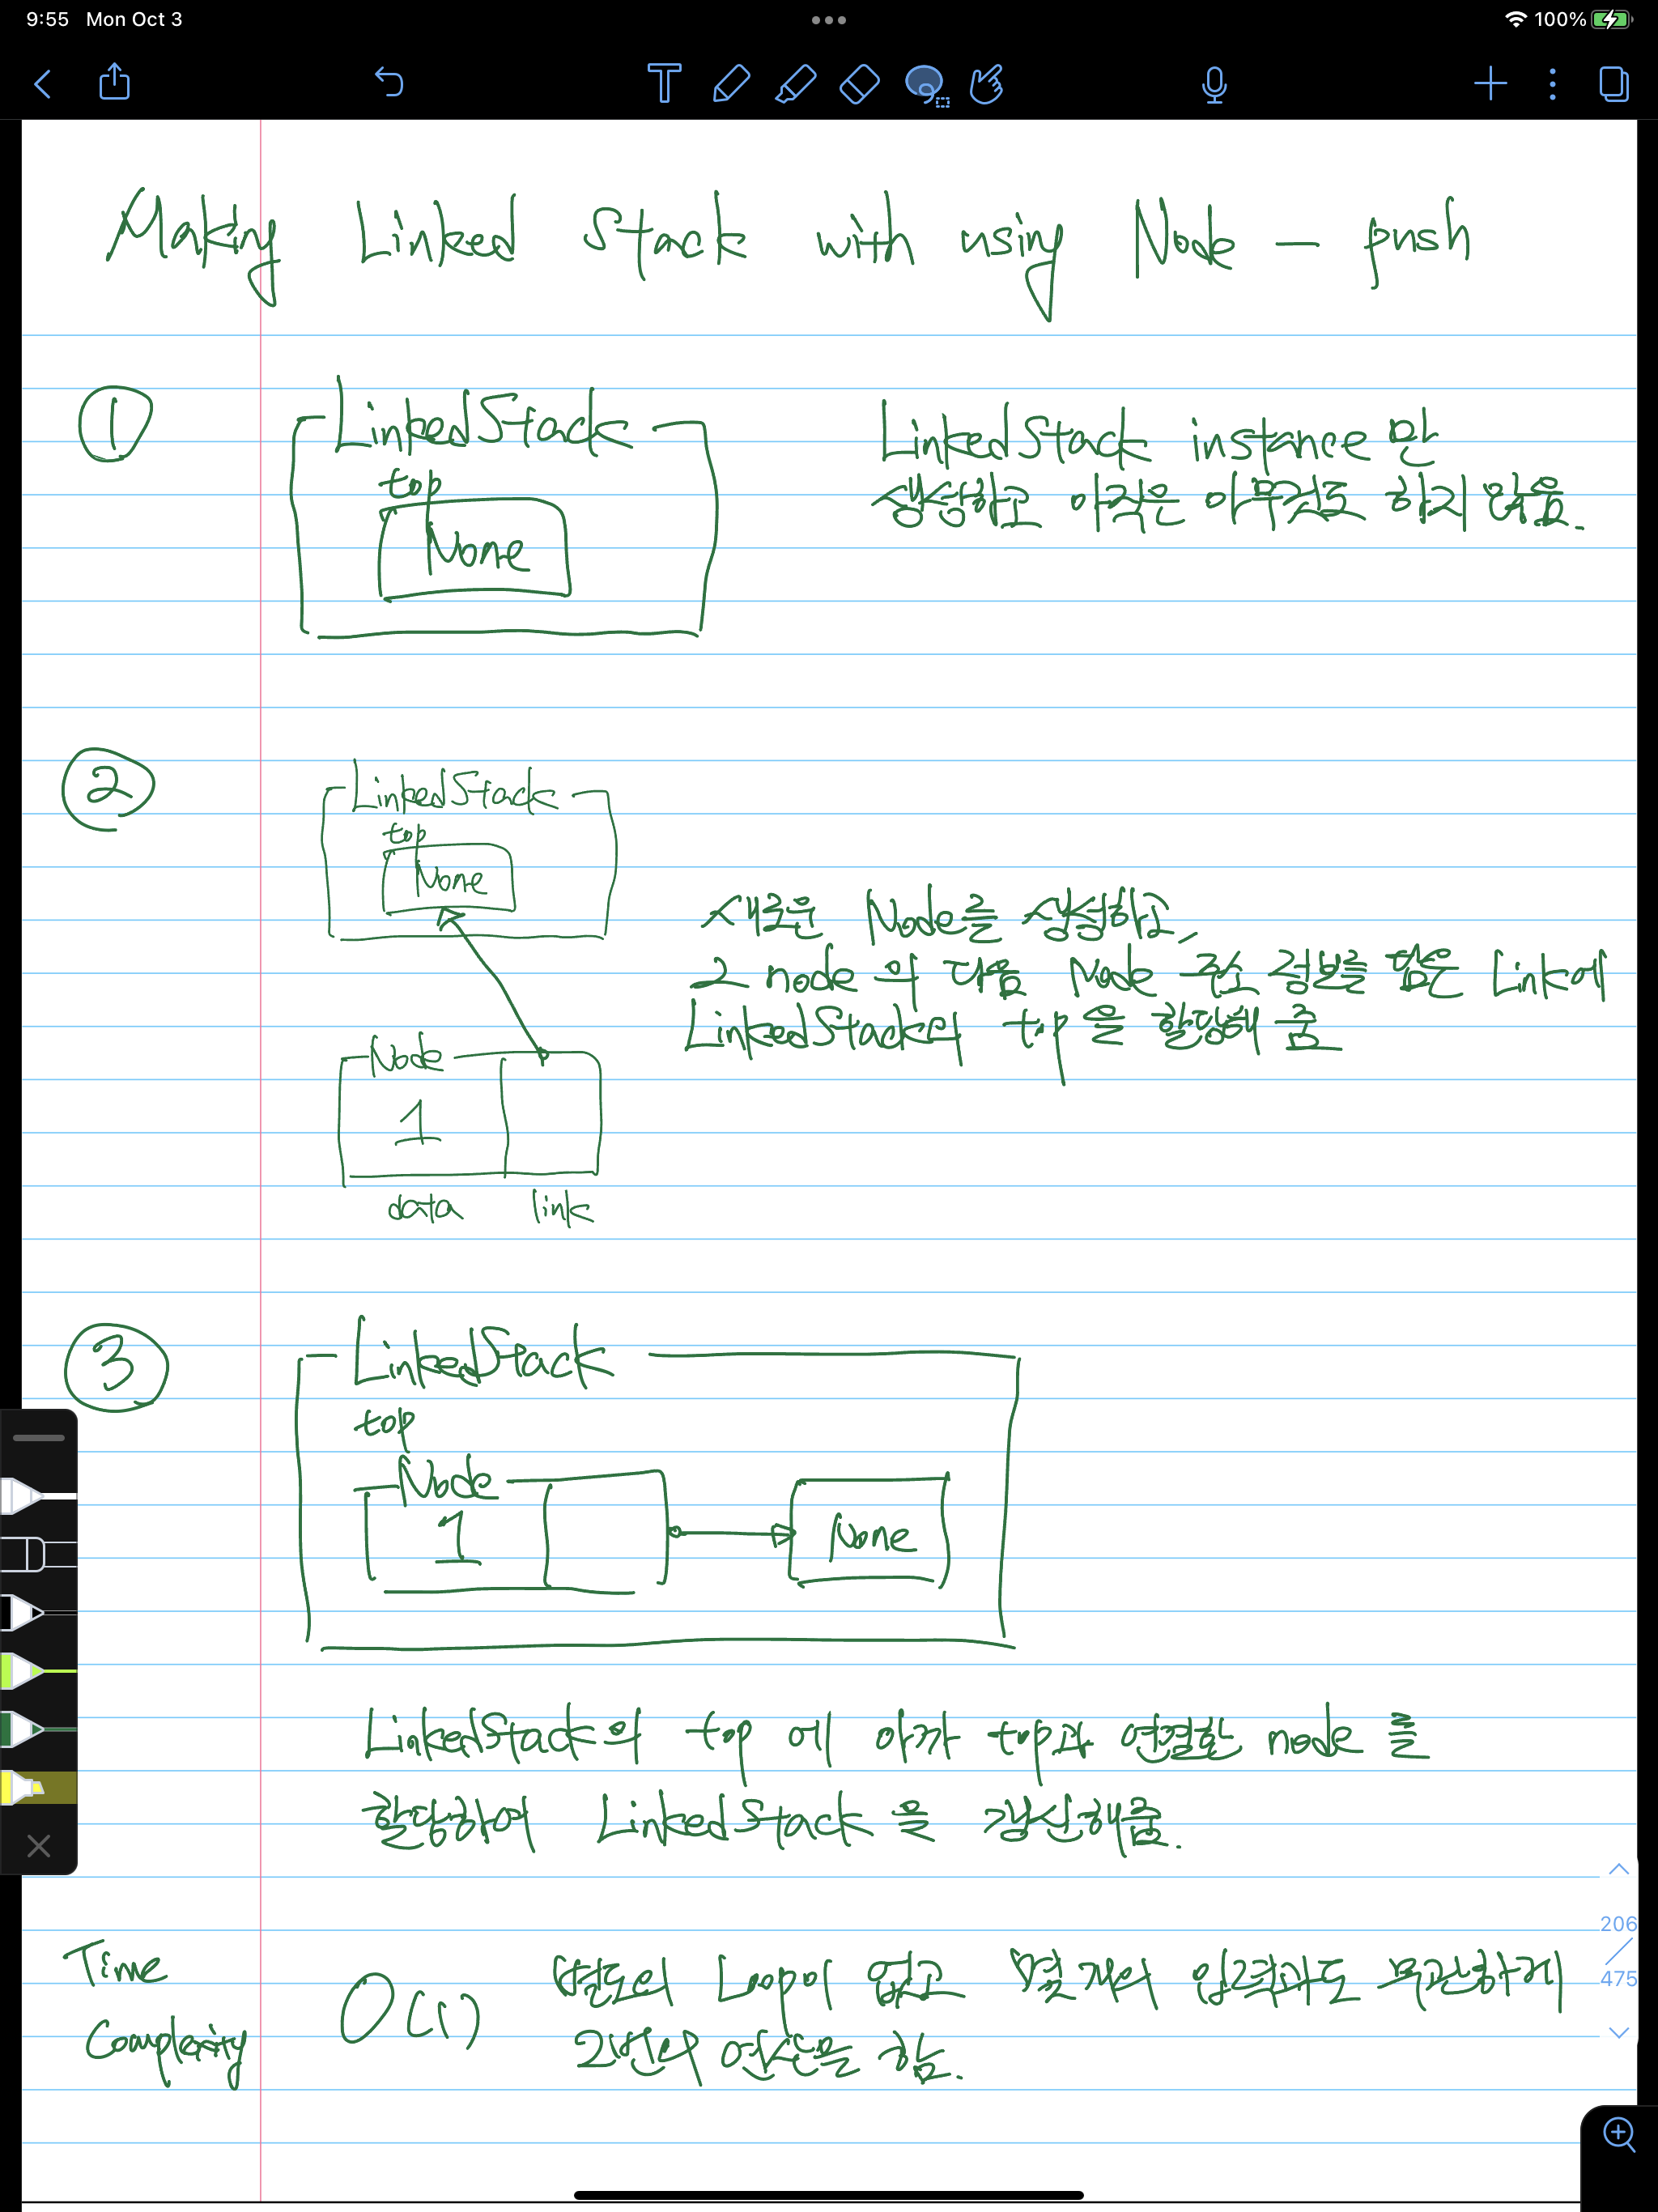 9:55 Mon Oct 3
100%
Making Linked Stack with using Node — push
①
LinkedStack
top
None
LinkedStack instance 만
생성하고 아직은 아무것도 하지 않음.
②
LinkedStack
top
None
새로운 Node를 생성하고,
그 node 의 다음 Node 주소 정보를 담은 Link에
LinkedStack의 top을 할당해 줌
Node
1
data link
③
LinkedStack
top
Node
1
None
LinkedStack의 top 에 아까 top과 연결한 node 를
할당하여 LinkedStack 을 갱신해줌.
206
475
Time
Complexity
O(1)
별도의 Loop이 없고 몇 개의 입력과도 무관하게
2번의 연산을 함.